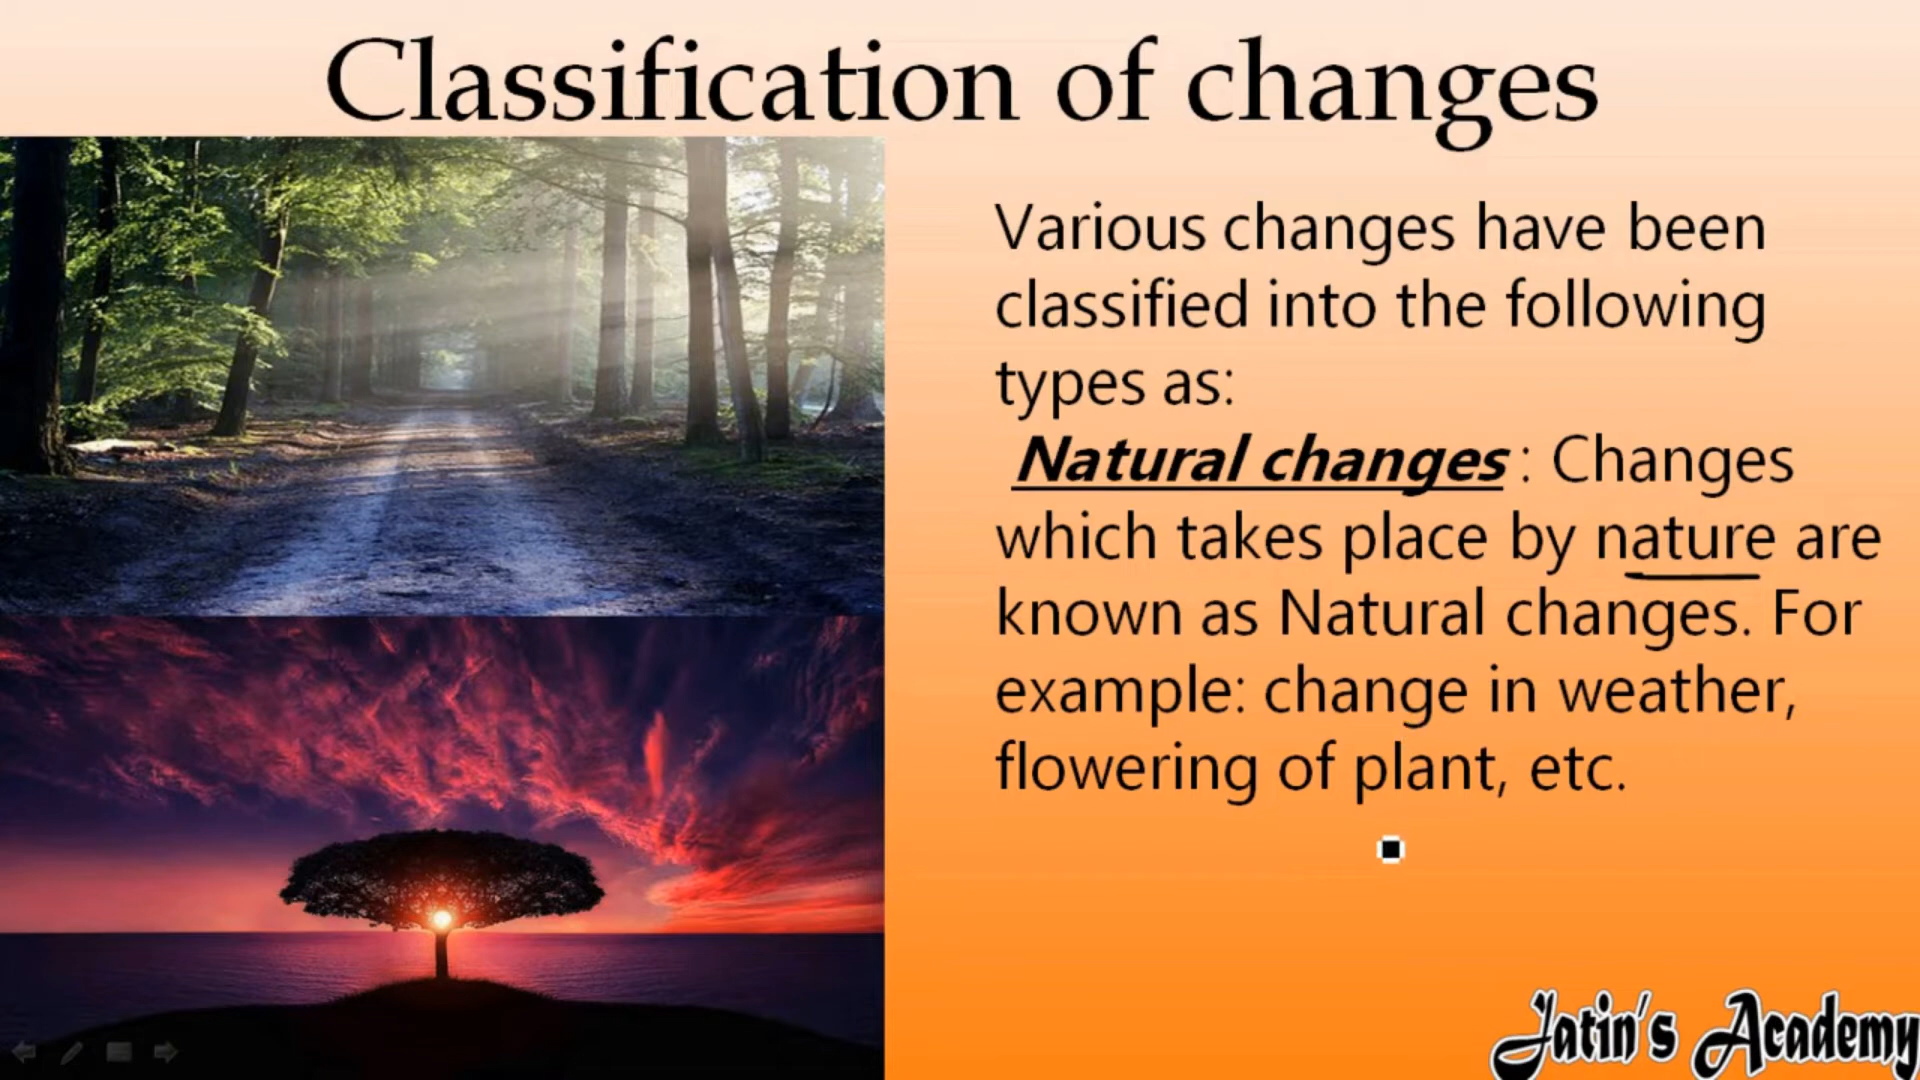 Classification of changes
Various changes have been
classified into the following
types as:
Natural changes : Changes
which takes place by nature are
known as Natural changes. For
example: change in weather,
flowering of plant, etc.
Jatin's Academy